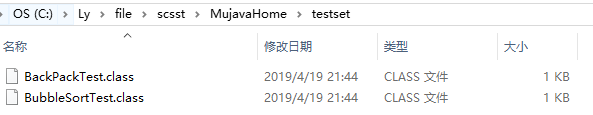 OS (C:) › Ly › file › scsst › MujavaHome › testset
名称 修改日期 类型 大小
BackPackTest.class 2019/4/19 21:44 CLASS 文件 1 KB
BubbleSortTest.class 2019/4/19 21:44 CLASS 文件 1 KB